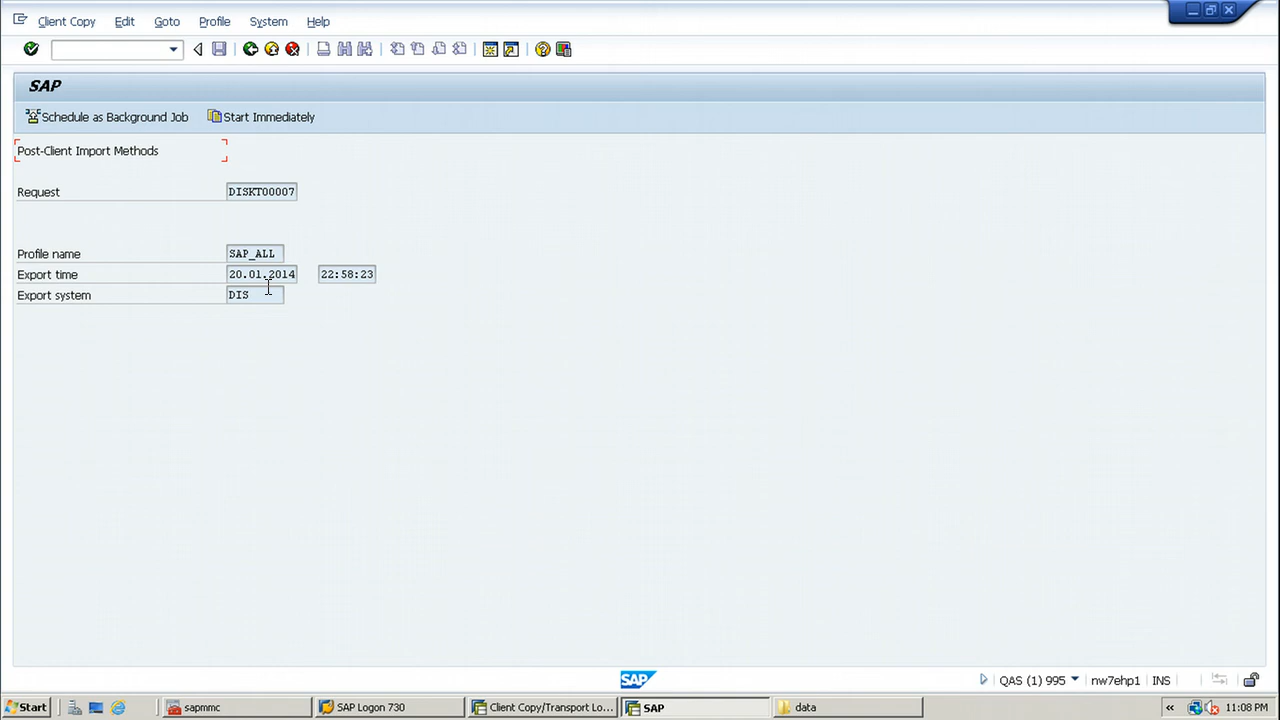 Client Copy Edit Goto Profile System Help
SAP
Schedule as Background Job Start Immediately
Post-Client Import Methods
Request DISKT00007
Profile name SAP_ALL
Export time 20.01.2014 22:58:23
Export system DIS
SAP QAS (1) 995 nw7ehp1 INS
Start sapmmc SAP Logon 730 Client Copy/Transport Lo... SAP data « 11:08 PM